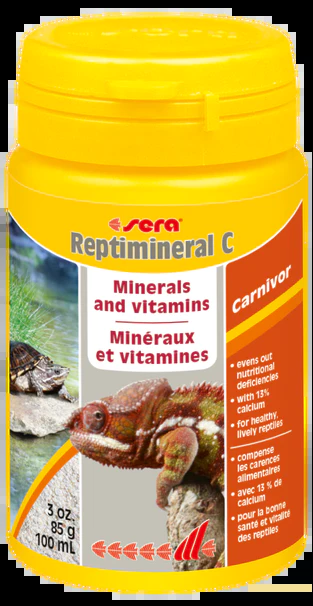 sera®
Reptimineral C
Minerals
and vitamins
Minéraux
et vitamines
Carnivor
• evens out
nutritional
deficiencies
• with 13%
calcium
• for healthy,
lively reptiles
• compense
les carences
alimentaires
• avec 13 % de
calcium
• pour la bonne
santé et vitalité
des reptiles
3 oz
85 g
100 mL